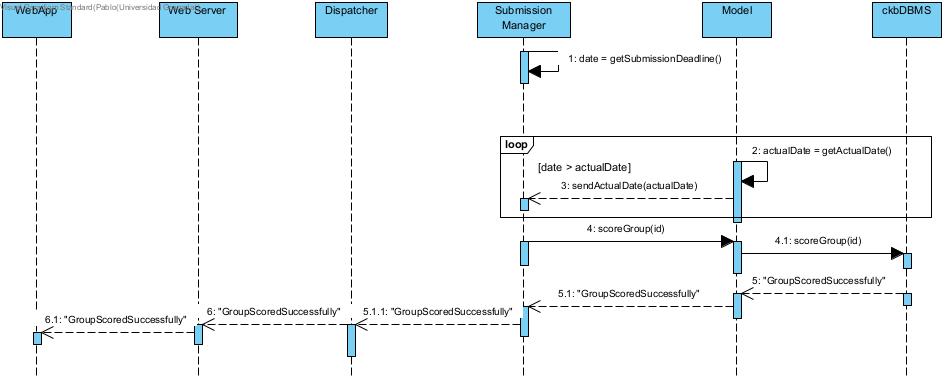 Visual Paradigm Standard(Pablo(Universidad
WebApp
Web Server
Dispatcher
Submission
Manager
Model
ckbDBMS
1: date = getSubmissionDeadline()
loop
2: actualDate = getActualDate()
[date > actualDate]
3: sendActualDate(actualDate)
4: scoreGroup(id)
4.1: scoreGroup(id)
5: "GroupScoredSuccessfully"
5.1: "GroupScoredSuccessfully"
5.1.1: "GroupScoredSuccessfully"
6: "GroupScoredSuccessfully"
6.1: "GroupScoredSuccessfully"